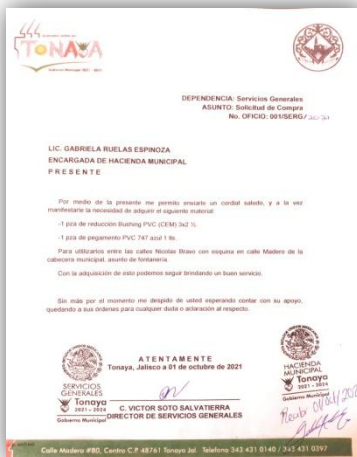 TONAYA
Gobierno Municipal 2021 - 2024
DEPENDENCIA: Servicios Generales
ASUNTO: Solicitud de Compra
No. OFICIO: 001/SERG/2021
LIC. GABRIELA RUELAS ESPINOZA
ENCARGADA DE HACIENDA MUNICIPAL
P R E S E N T E
Por medio de la presente me permito enviarle un cordial saludo, y a la vez
manifestarle la necesidad de adquirir el siguiente material:
-1 pza de reducción Bushing PVC (CEM) 3x2 ½.
-1 pza de pegamento PVC 747 azul 1 lte.
Para utilizarlos entre las calles Nicolas Bravo con esquina en calle Madero de la
cabecera municipal, asunto de fontanería.
Con la adquisición de esto podemos seguir brindando un buen servicio.
Sin más por el momento me despido de usted esperando contar con su apoyo,
quedando a sus órdenes para cualquier duda o aclaración al respecto.
A T E N T A M E N T E
Tonaya, Jalisco a 01 de octubre de 2021
SERVICIOS
GENERALES
Tonaya
2021 - 2024
Gobierno Municipal
C. VICTOR SOTO SALVATIERRA
DIRECTOR DE SERVICIOS GENERALES
HACIENDA
MUNICIPAL
Tonaya
2021 - 2024
Gobierno Municipal
Recibí
Calle Madero #80, Centro C.P. 48761 Tonaya Jal. Telefono 343 431 0140 / 343 431 0397